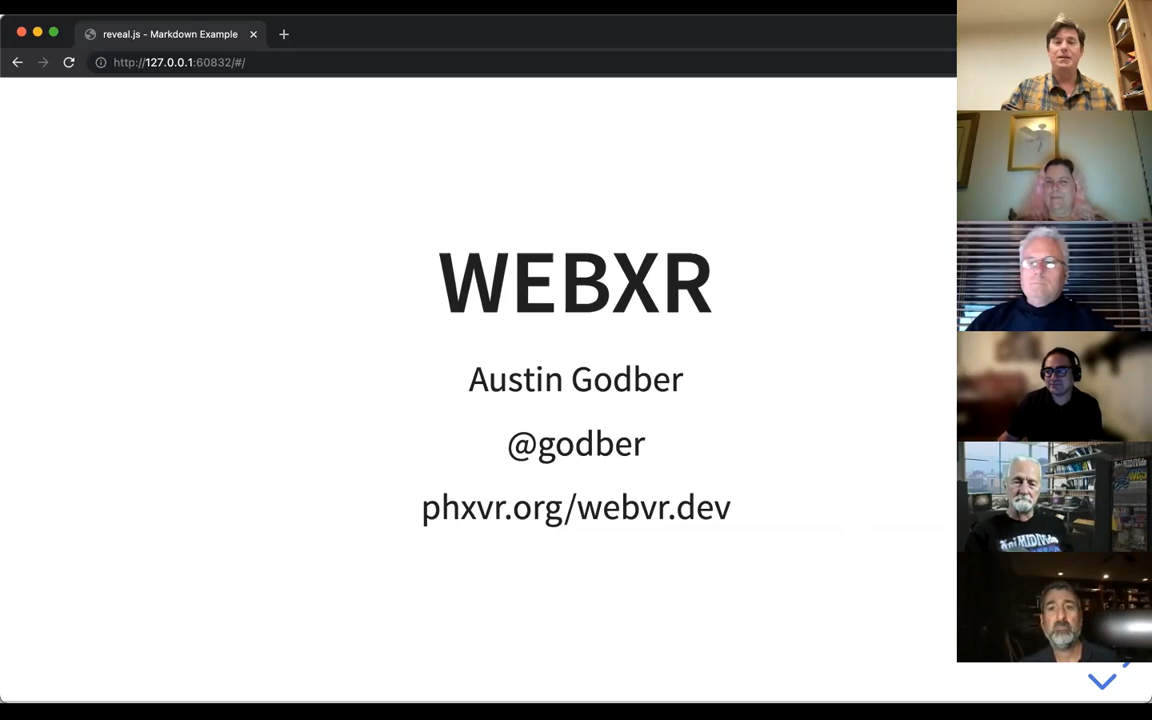 reveal.js - Markdown Example
http://127.0.0.1:60832/#/
WEBXR
Austin Godber
@godber
phxvr.org/webvr.dev